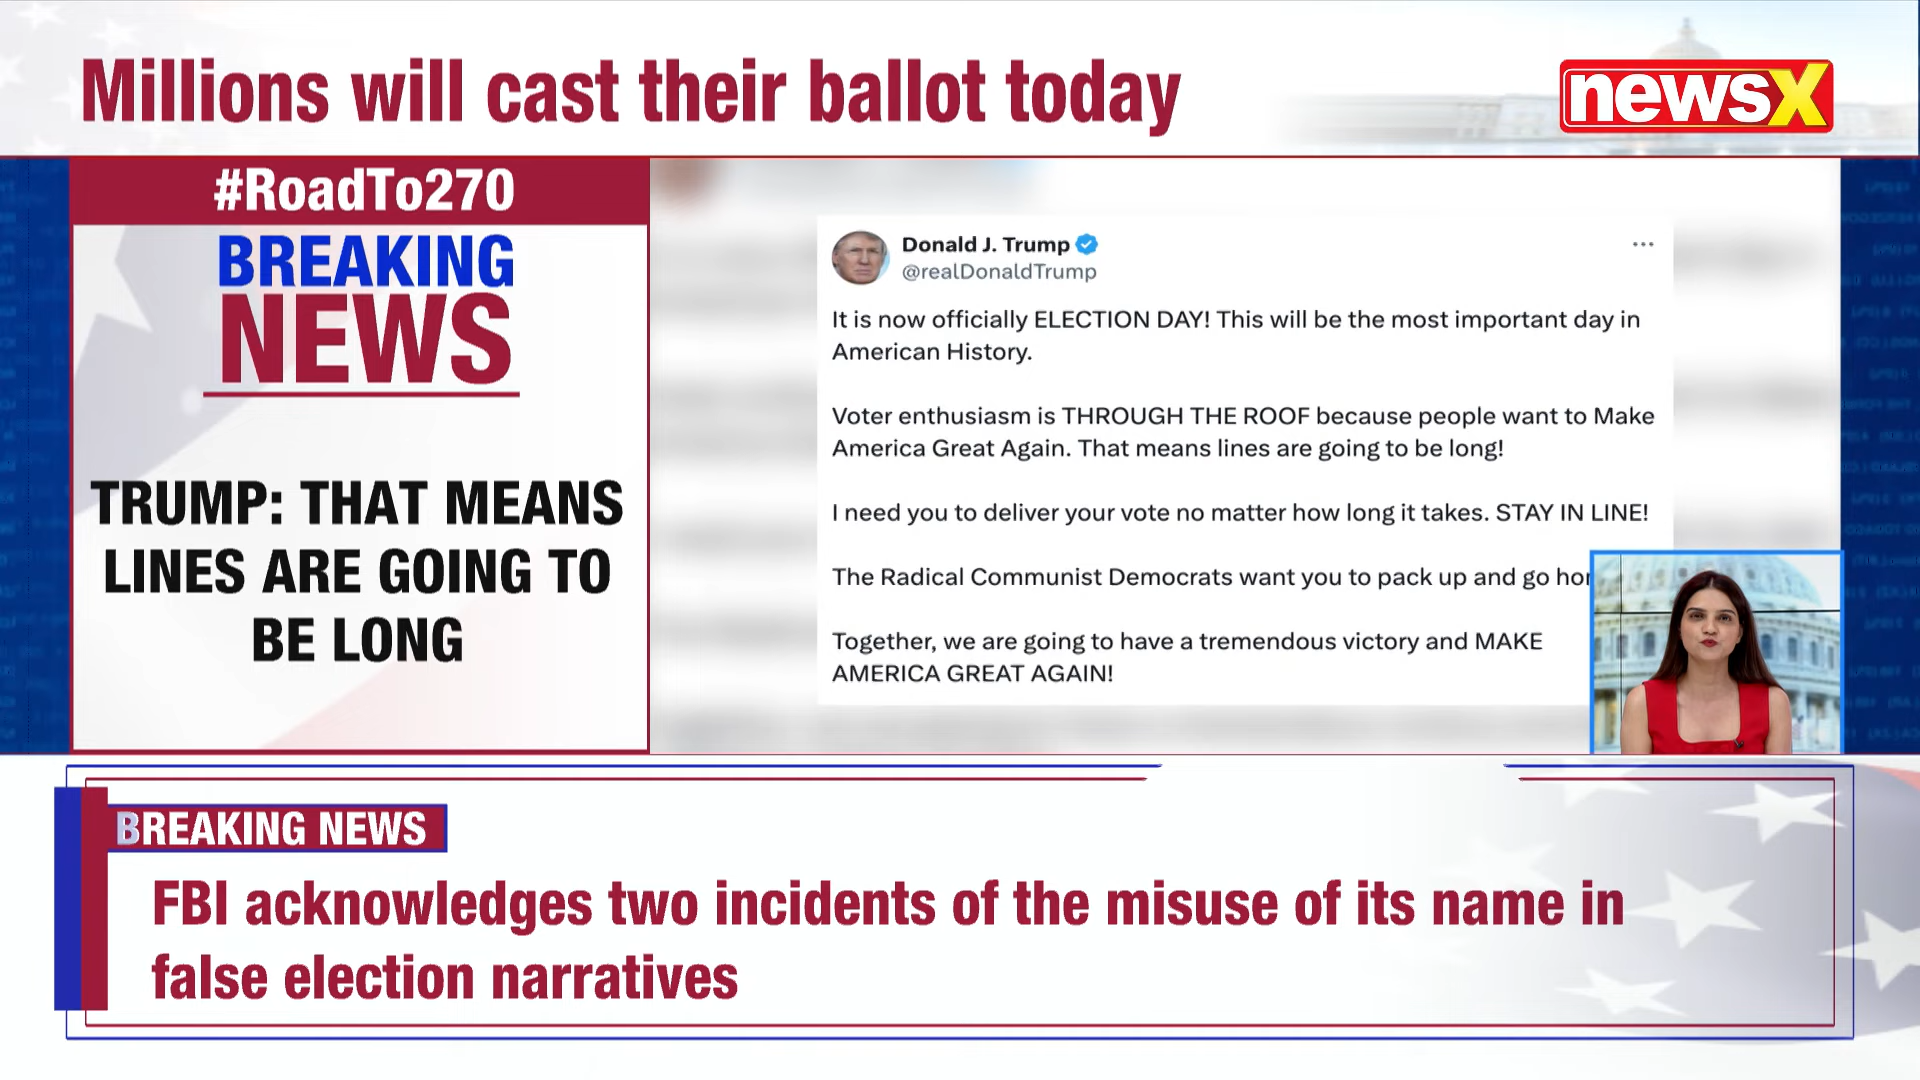 Millions will cast their ballot today
newsX
#RoadTo270
BREAKING
NEWS
TRUMP: THAT MEANS
LINES ARE GOING TO
BE LONG
Donald J. Trump
@realDonaldTrump
It is now officially ELECTION DAY! This will be the most important day in
American History.
Voter enthusiasm is THROUGH THE ROOF because people want to Make
America Great Again. That means lines are going to be long!
I need you to deliver your vote no matter how long it takes. STAY IN LINE!
The Radical Communist Democrats want you to pack up and go
Together, we are going to have a tremendous victory and MAKE
AMERICA GREAT AGAIN!
BREAKING NEWS
FBI acknowledges two incidents of the misuse of its name in
false election narratives